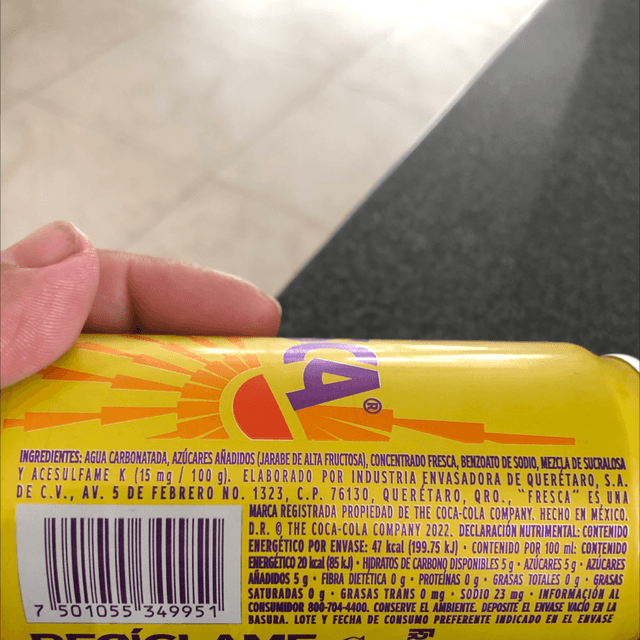 CA®
INGREDIENTES: AGUA CARBONATADA, AZÚCARES AÑADIDOS (JARABE DE ALTA FRUCTOSA), CONCENTRADO FRESCA, BENZOATO DE SODIO, MEZCLA DE SUCRALOSA
Y ACESULFAME K (15 mg / 100 g). ELABORADO POR INDUSTRIA ENVASADORA DE QUERÉTARO, S.A.
DE C.V., AV. 5 DE FEBRERO NO. 1323, C.P. 76130, QUERÉTARO, QRO., "FRESCA" ES UNA
MARCA REGISTRADA PROPIEDAD DE THE COCA-COLA COMPANY. HECHO EN MÉXICO.
D.R. © THE COCA-COLA COMPANY 2022. DECLARACIÓN NUTRIMENTAL: CONTENIDO
ENERGÉTICO POR ENVASE: 47 kcal (199.75 kJ) • CONTENIDO POR 100 ml: CONTENIDO
ENERGÉTICO 20 kcal (85 kJ) • HIDRATOS DE CARBONO DISPONIBLES 5 g • AZÚCARES 5 g • AZÚCARES
AÑADIDOS 5 g • FIBRA DIETÉTICA 0 g • PROTEÍNAS 0 g • GRASAS TOTALES 0 g • GRASAS
SATURADAS 0 g • GRASAS TRANS 0 mg • SODIO 23 mg • INFORMACIÓN AL
CONSUMIDOR 800-704-4400. CONSERVE EL AMBIENTE. DEPOSITE EL ENVASE VACÍO EN LA
BASURA. LOTE Y FECHA DE CONSUMO PREFERENTE INDICADO EN EL ENVASE
7 501055 349951
RECÍCLAME